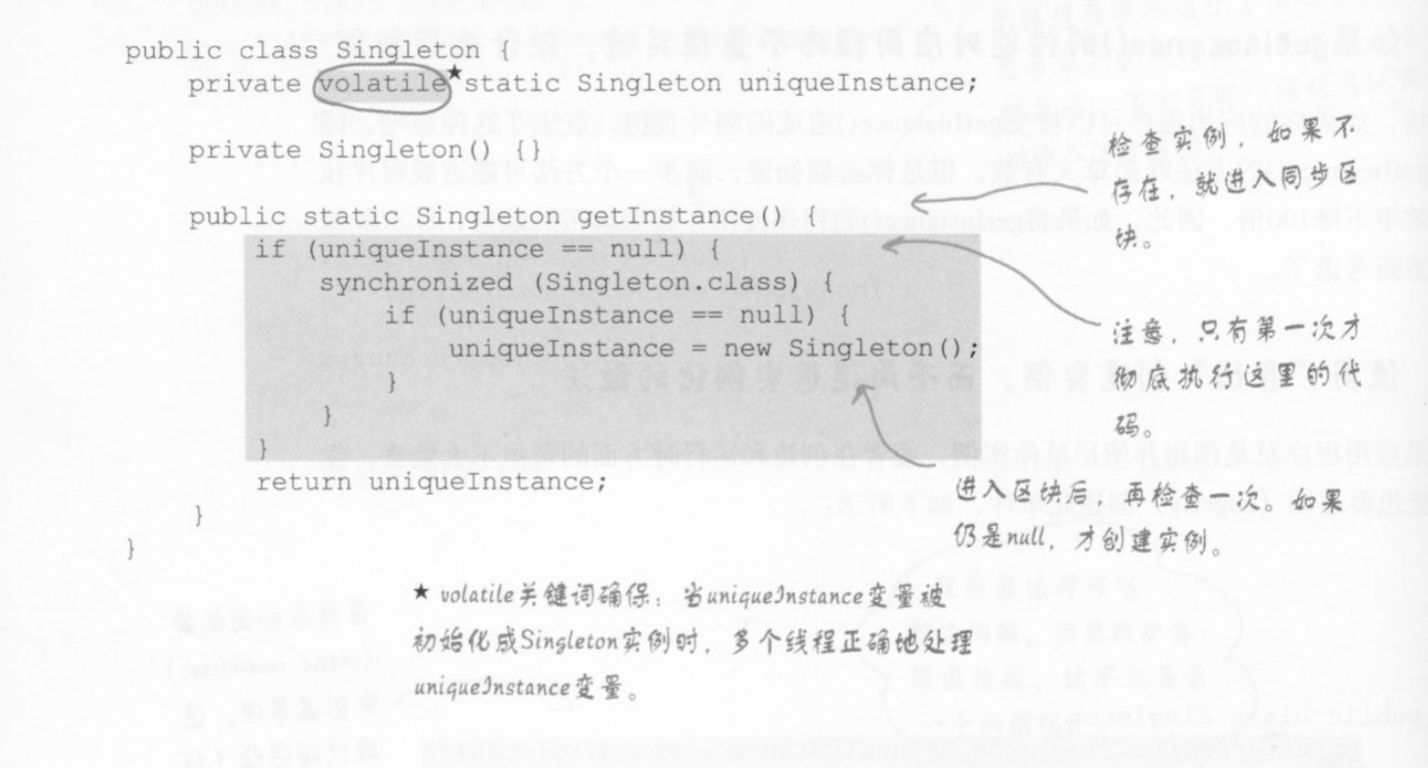 public class Singleton {
private volatile★static Singleton uniqueInstance;
private Singleton() {}
public static Singleton getInstance() {
if (uniqueInstance == null) {
synchronized (Singleton.class) {
if (uniqueInstance == null) {
uniqueInstance = new Singleton();
}
}
}
return uniqueInstance;
}
}
检查实例，如果不
存在，就进入同步区
块。
注意，只有第一次才
彻底执行这里的代
码。
进入区块后，再检查一次。如果
仍是null，才创建实例。
★ volatile关键词确保：当uniqueInstance变量被
初始化成Singleton实例时，多个线程正确地处理
uniqueInstance变量。